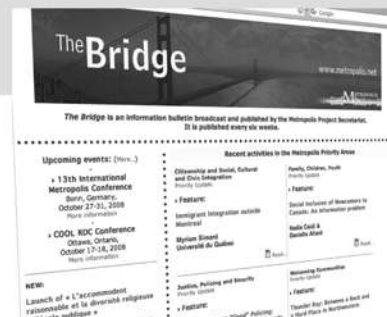 The Bridge
www.metropolis.net
The Bridge is an information bulletin broadcast and published by the Metropolis Project Secretariat.
It is published every six weeks.
Upcoming events: (More..)
13th International
Metropolis Conference
Bonn, Germany,
October 27-31, 2008
More information
COOL RDC Conference
Ottawa, Ontario,
October 17-18, 2008
More information
NEW:
Launch of « L'accommodent
raisonnable et la diversité religieuse
publique »
Recent activities in the Metropolis Priority Areas
Citizenship and Social, Cultural
and Civic Integration
Priority Update
Feature:
Immigrant Integration outside
Montreal
Myriam Simard
Université du Québec
Read
Justice, Policing and Security
Priority Update
Feature:
Policing:
Family, Children, Youth
Priority Update
Feature:
Social Inclusion of Newcomers to
Canada: An information problem
Nadia Caidi &
Danielle Allard
Read
Welcoming Communities
Priority Update
Feature:
Thunder Bay: Between a Rock and
a Hard Place in Northwestern